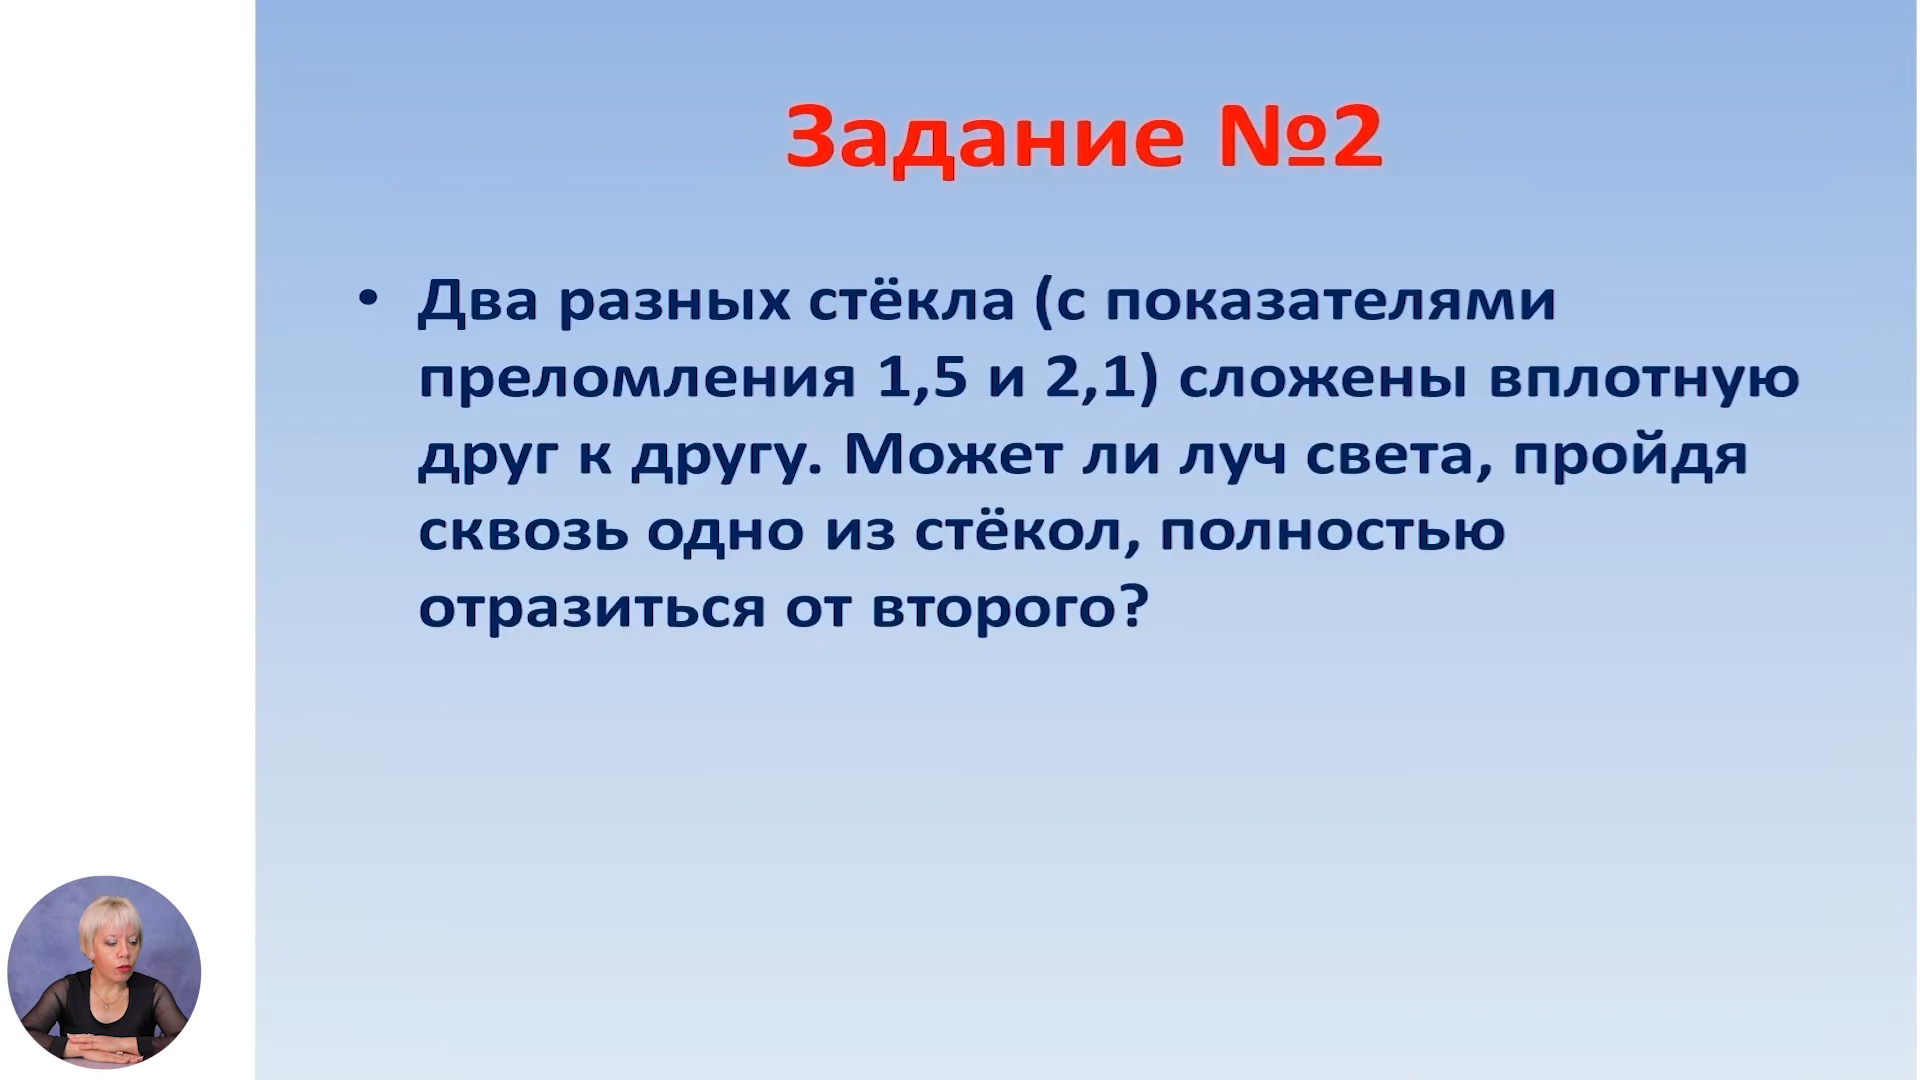 Задание №2
• Два разных стёкла (с показателями
преломления 1,5 и 2,1) сложены вплотную
друг к другу. Может ли луч света, пройдя
сквозь одно из стёкол, полностью
отразиться от второго?